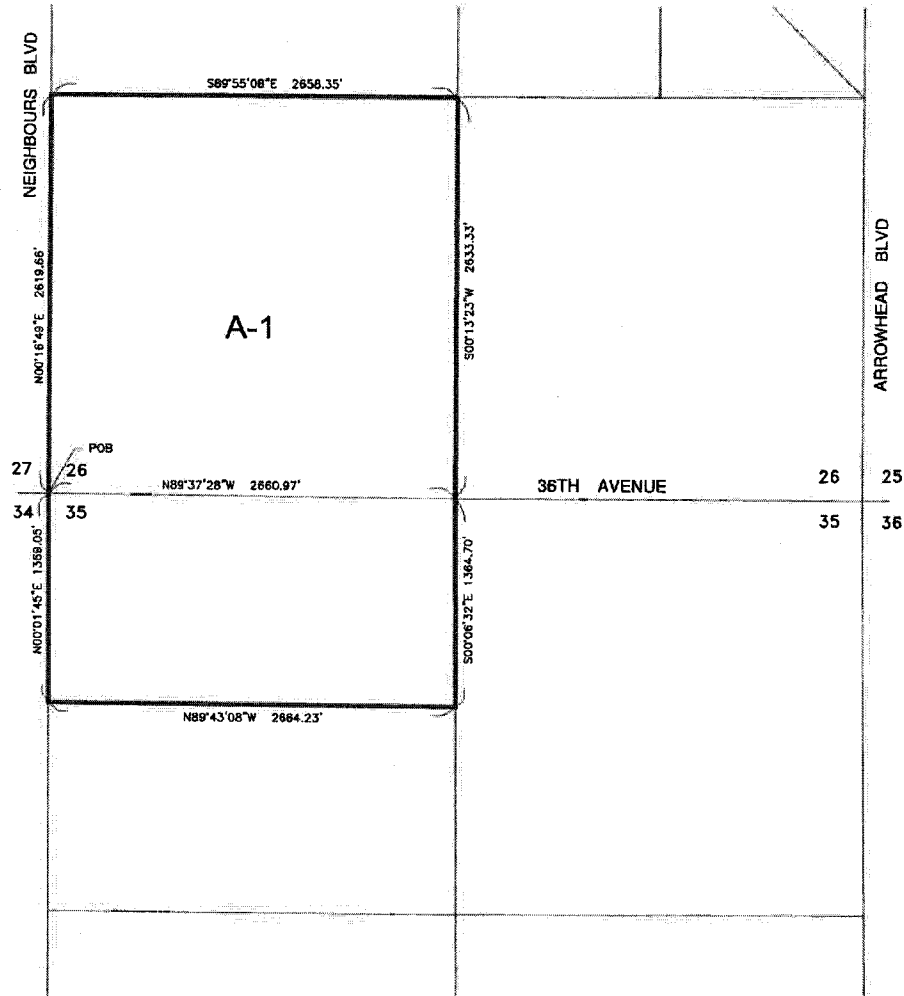 NEIGHBOURS BLVD
S89°55'08"E 2658.35'
N00°16'49"E 2619.66'
A-1
S00°13'23"W 2633.33'
ARROWHEAD BLVD
POB
27 26
N89°37'28"W 2660.97'
36TH AVENUE
26 25
34 35
35 36
N00°01'45"E 1359.05'
S00°06'32"E 1364.70'
N89°43'08"W 2664.23'